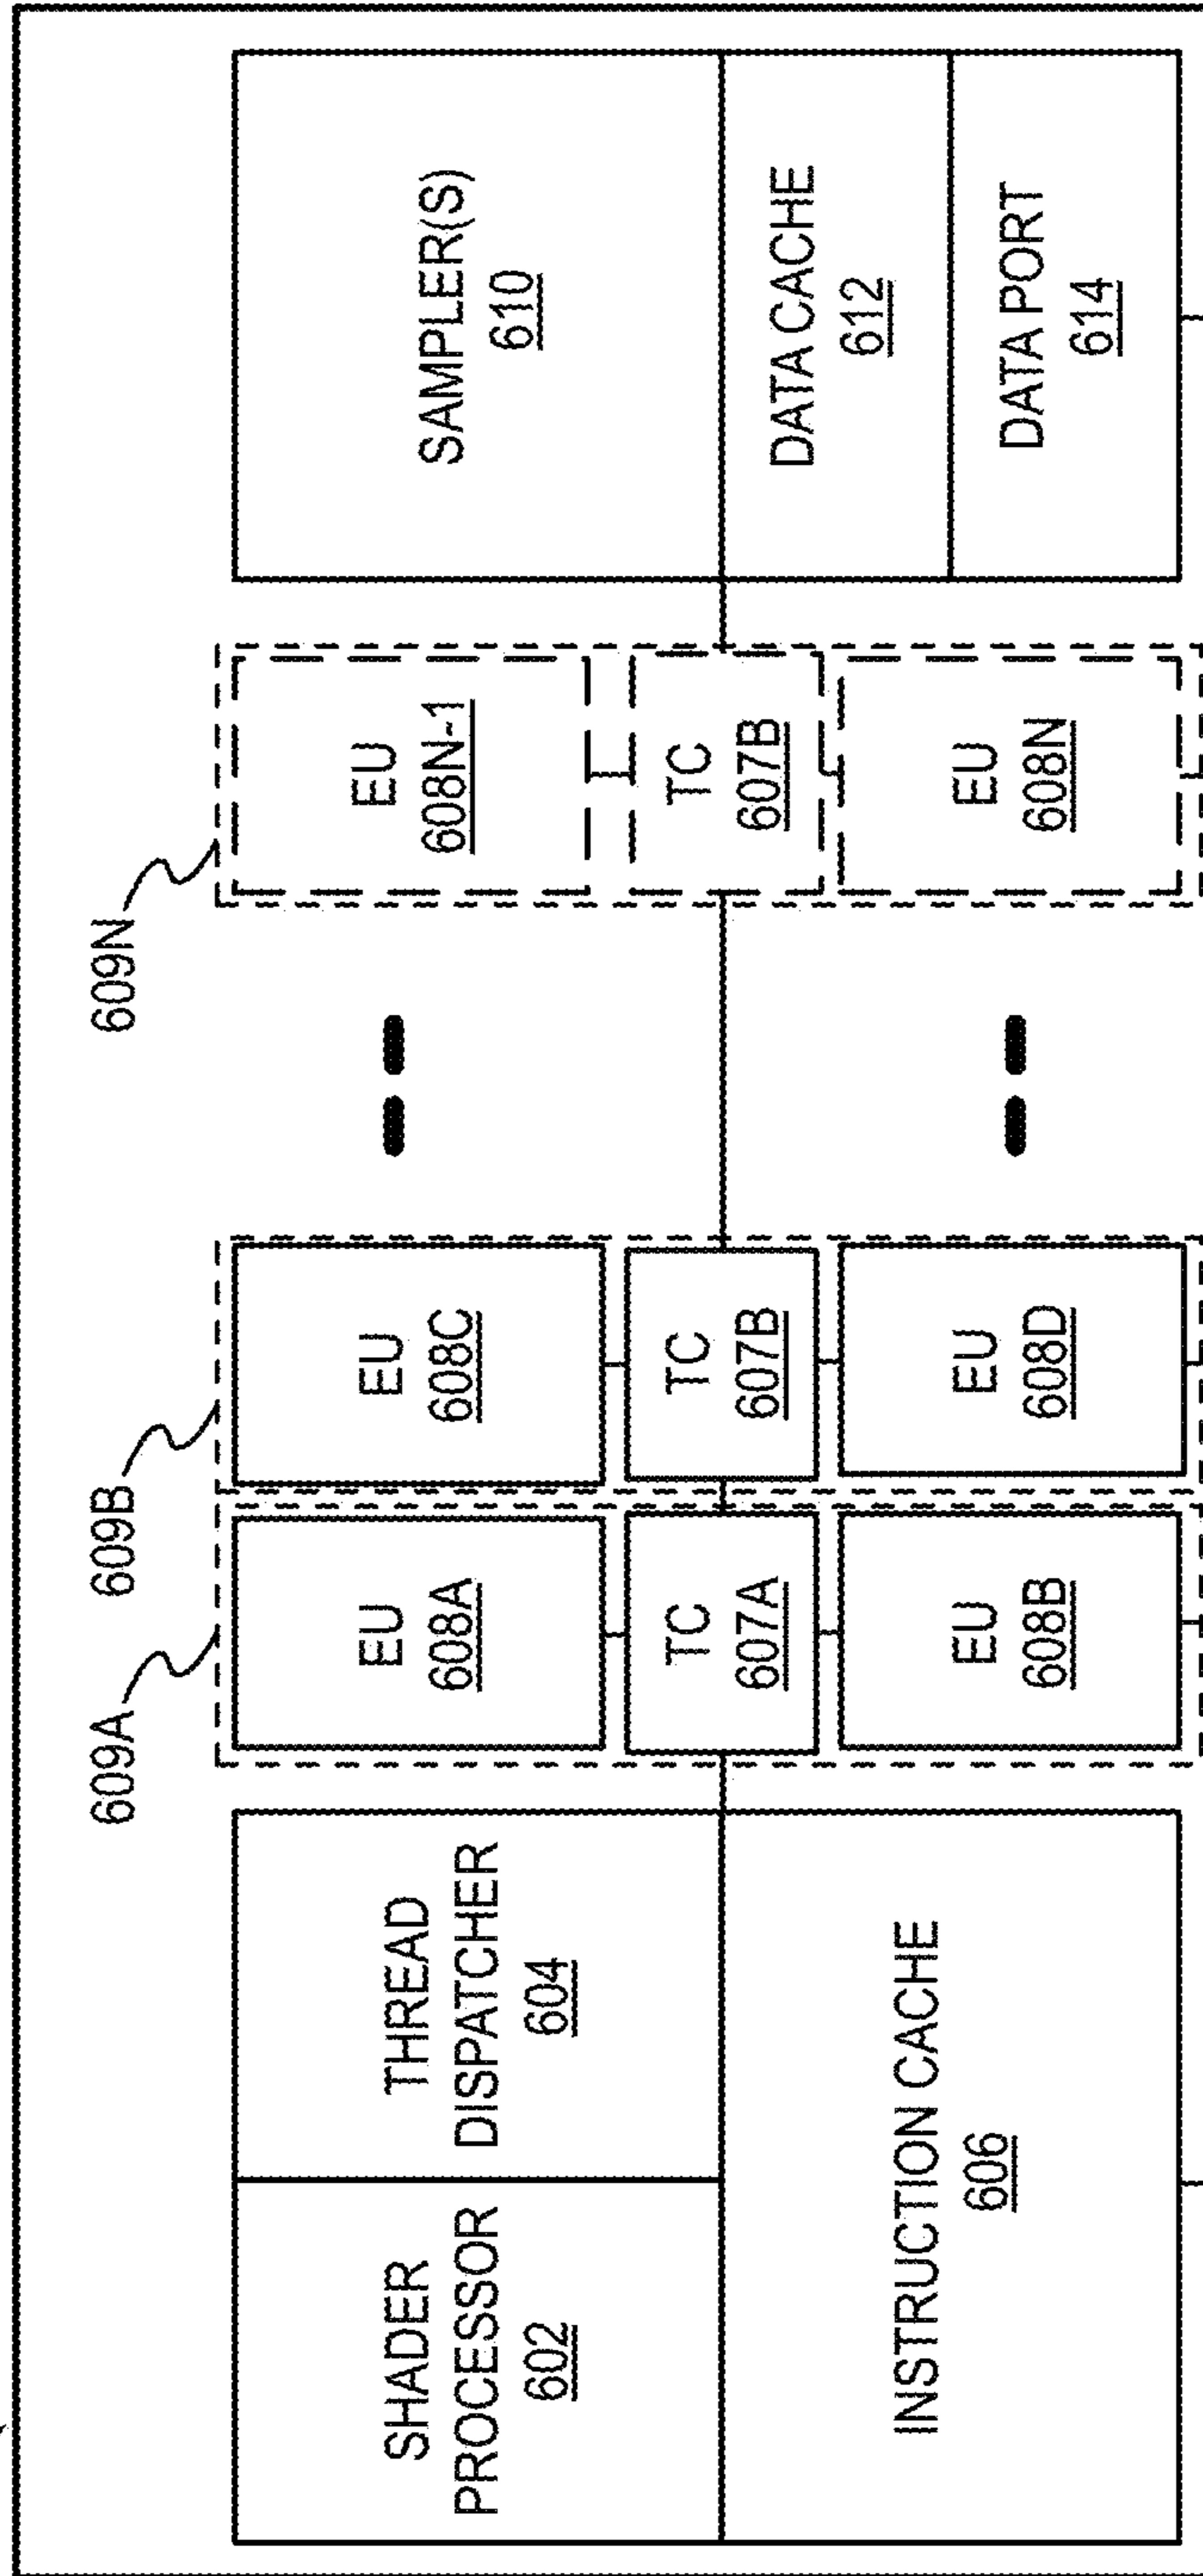 609A
609B
609N
SHADER
PROCESSOR
602
THREAD
DISPATCHER
604
INSTRUCTION CACHE
606
EU
608A
TC
607A
EU
608B
EU
608C
TC
607B
EU
608D
EU
608N-1
TC
607B
EU
608N
SAMPLER(S)
610
DATA CACHE
612
DATA PORT
614